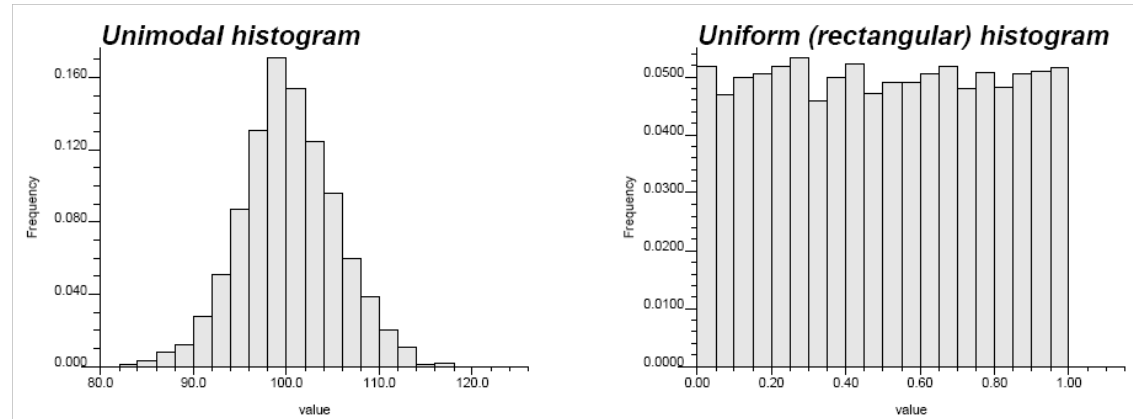 Unimodal histogram
0.160
0.120
0.080
0.040
0.000
Frequency
80.0 90.0 100.0 110.0 120.0
value
Uniform (rectangular) histogram
0.0500
0.0400
0.0300
0.0200
0.0100
0.0000
Frequency
0.00 0.20 0.40 0.60 0.80 1.00
value